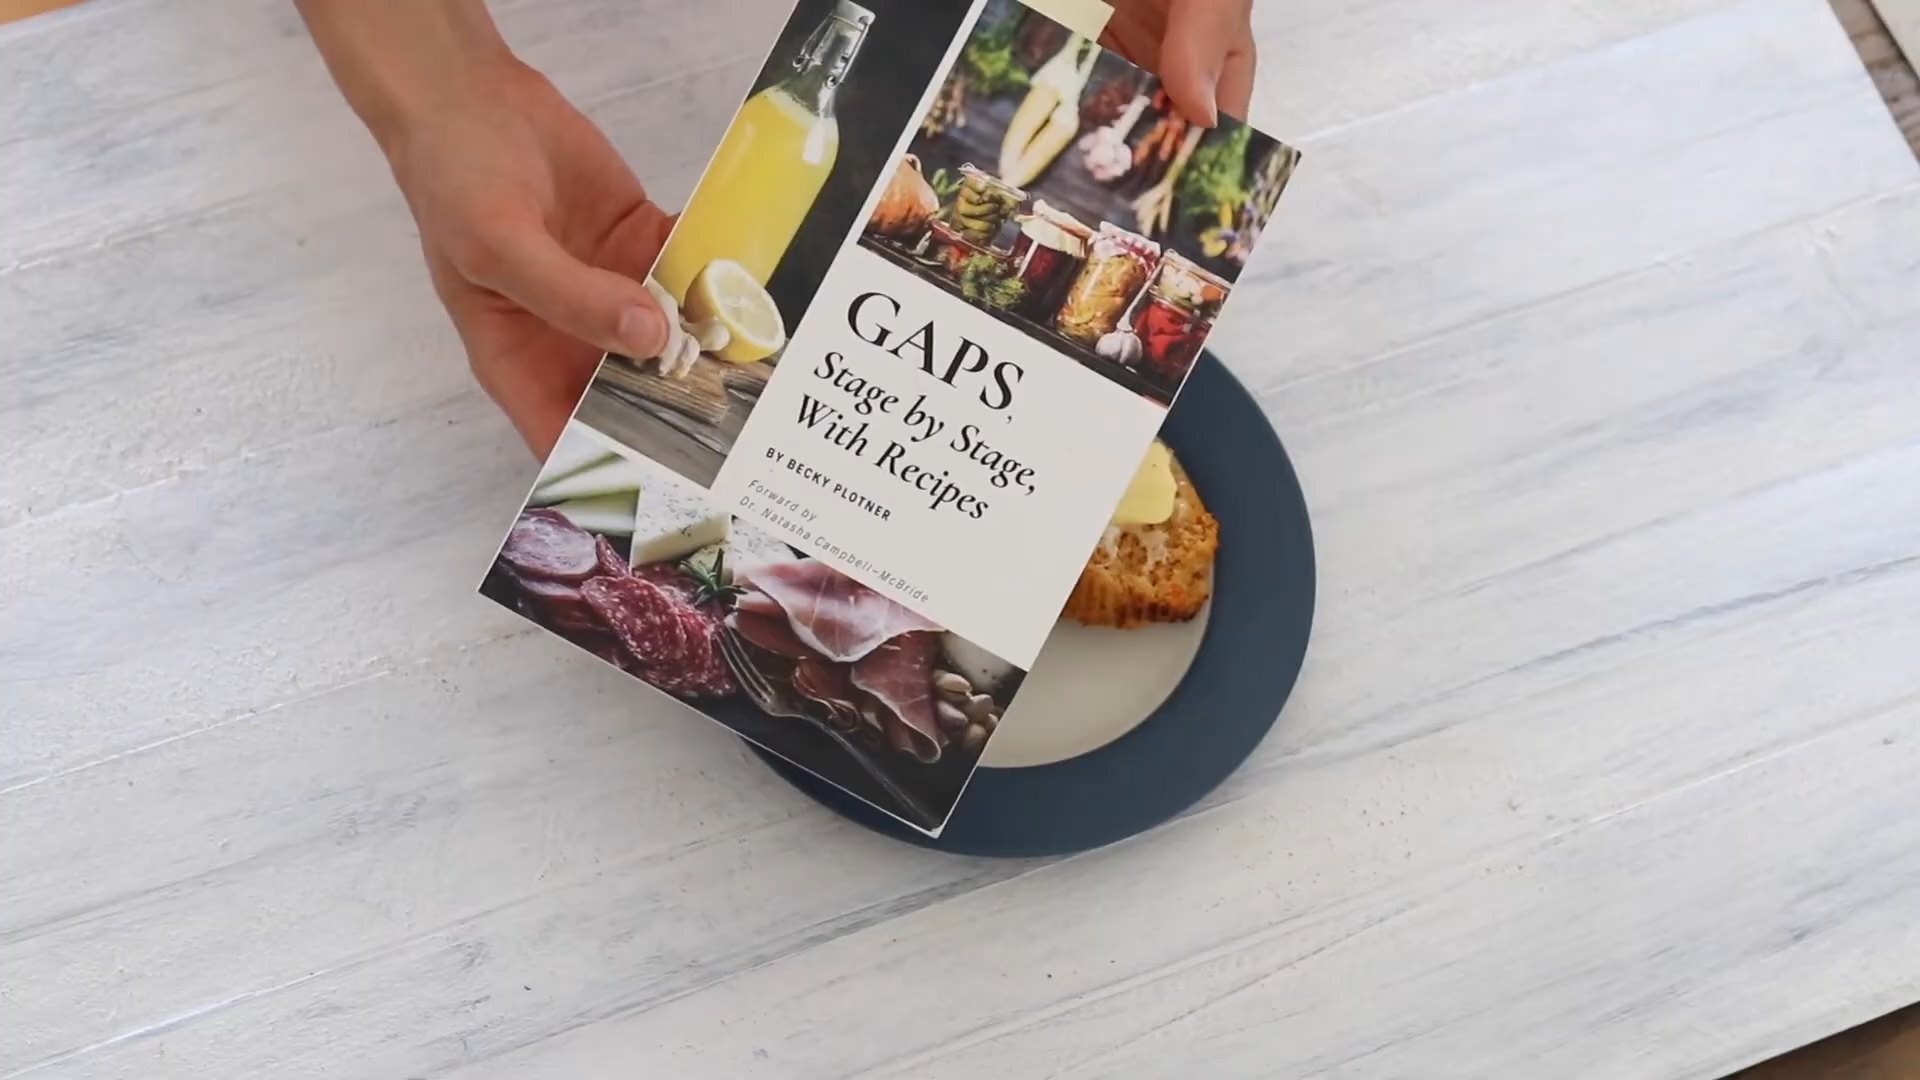 GAPS,
Stage by Stage,
With Recipes
BY BECKY PLOTNER
Forward by
Dr. Natasha Campbell-McBride